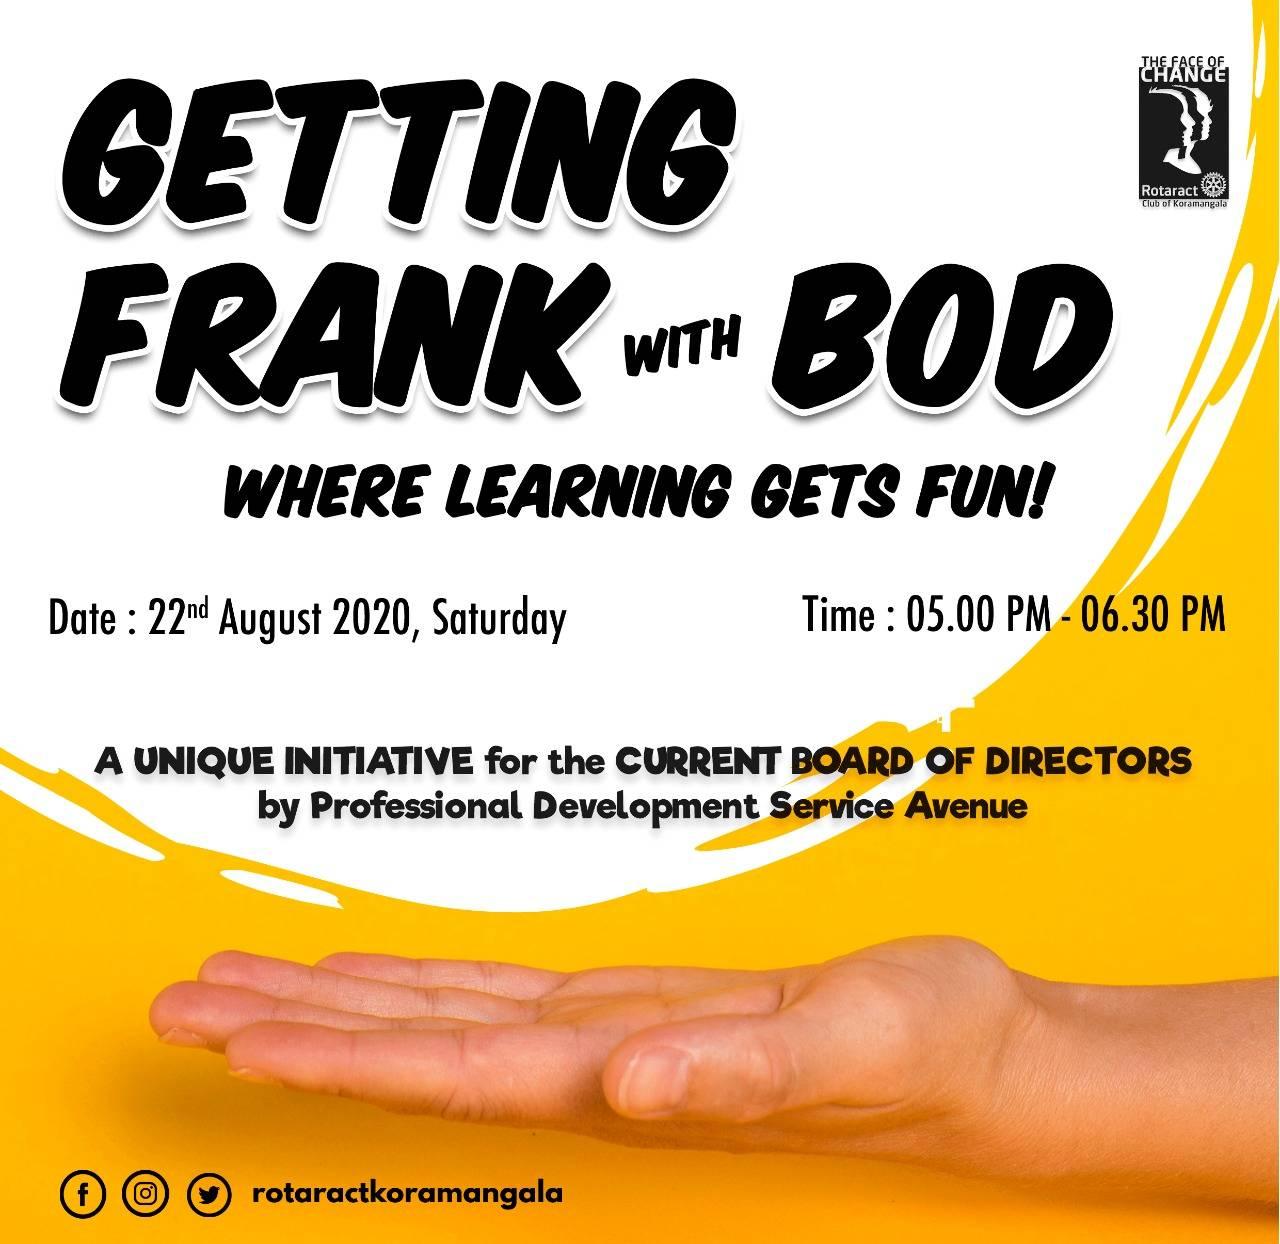 GETTING
FRANK WITH BOD
WHERE LEARNING GETS FUN!
Date : 22nd August 2020, Saturday
Time : 05.00 PM - 06.30 PM
A UNIQUE INITIATIVE for the CURRENT BOARD OF DIRECTORS
by Professional Development Service Avenue
rotaractkoramangala
THE FACE OF
CHANGE
Rotaract
Club of Koramangala